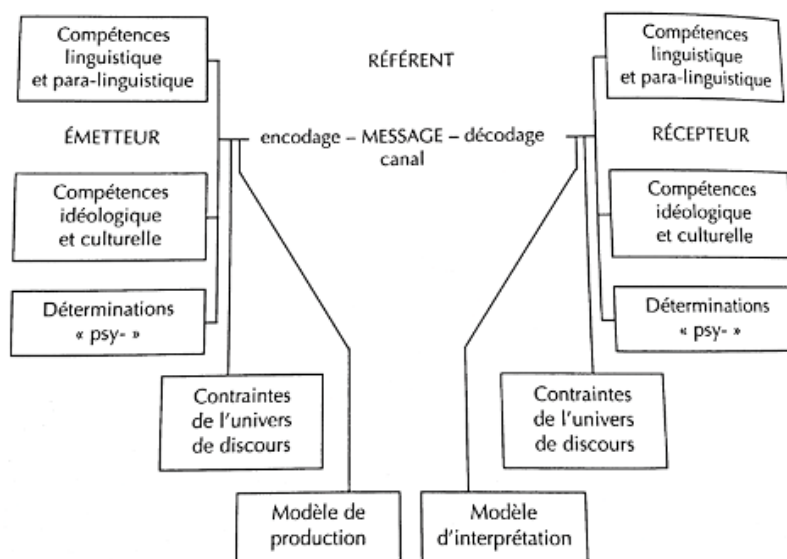 Compétences
linguistique
et para-linguistique
RÉFÉRENT
Compétences
linguistique
et para-linguistique
ÉMETTEUR
encodage – MESSAGE – décodage
canal
RÉCEPTEUR
Compétences
idéologique
et culturelle
Compétences
idéologique
et culturelle
Déterminations
« psy- »
Déterminations
« psy- »
Contraintes
de l'univers
de discours
Contraintes
de l'univers
de discours
Modèle de
production
Modèle
d'interprétation